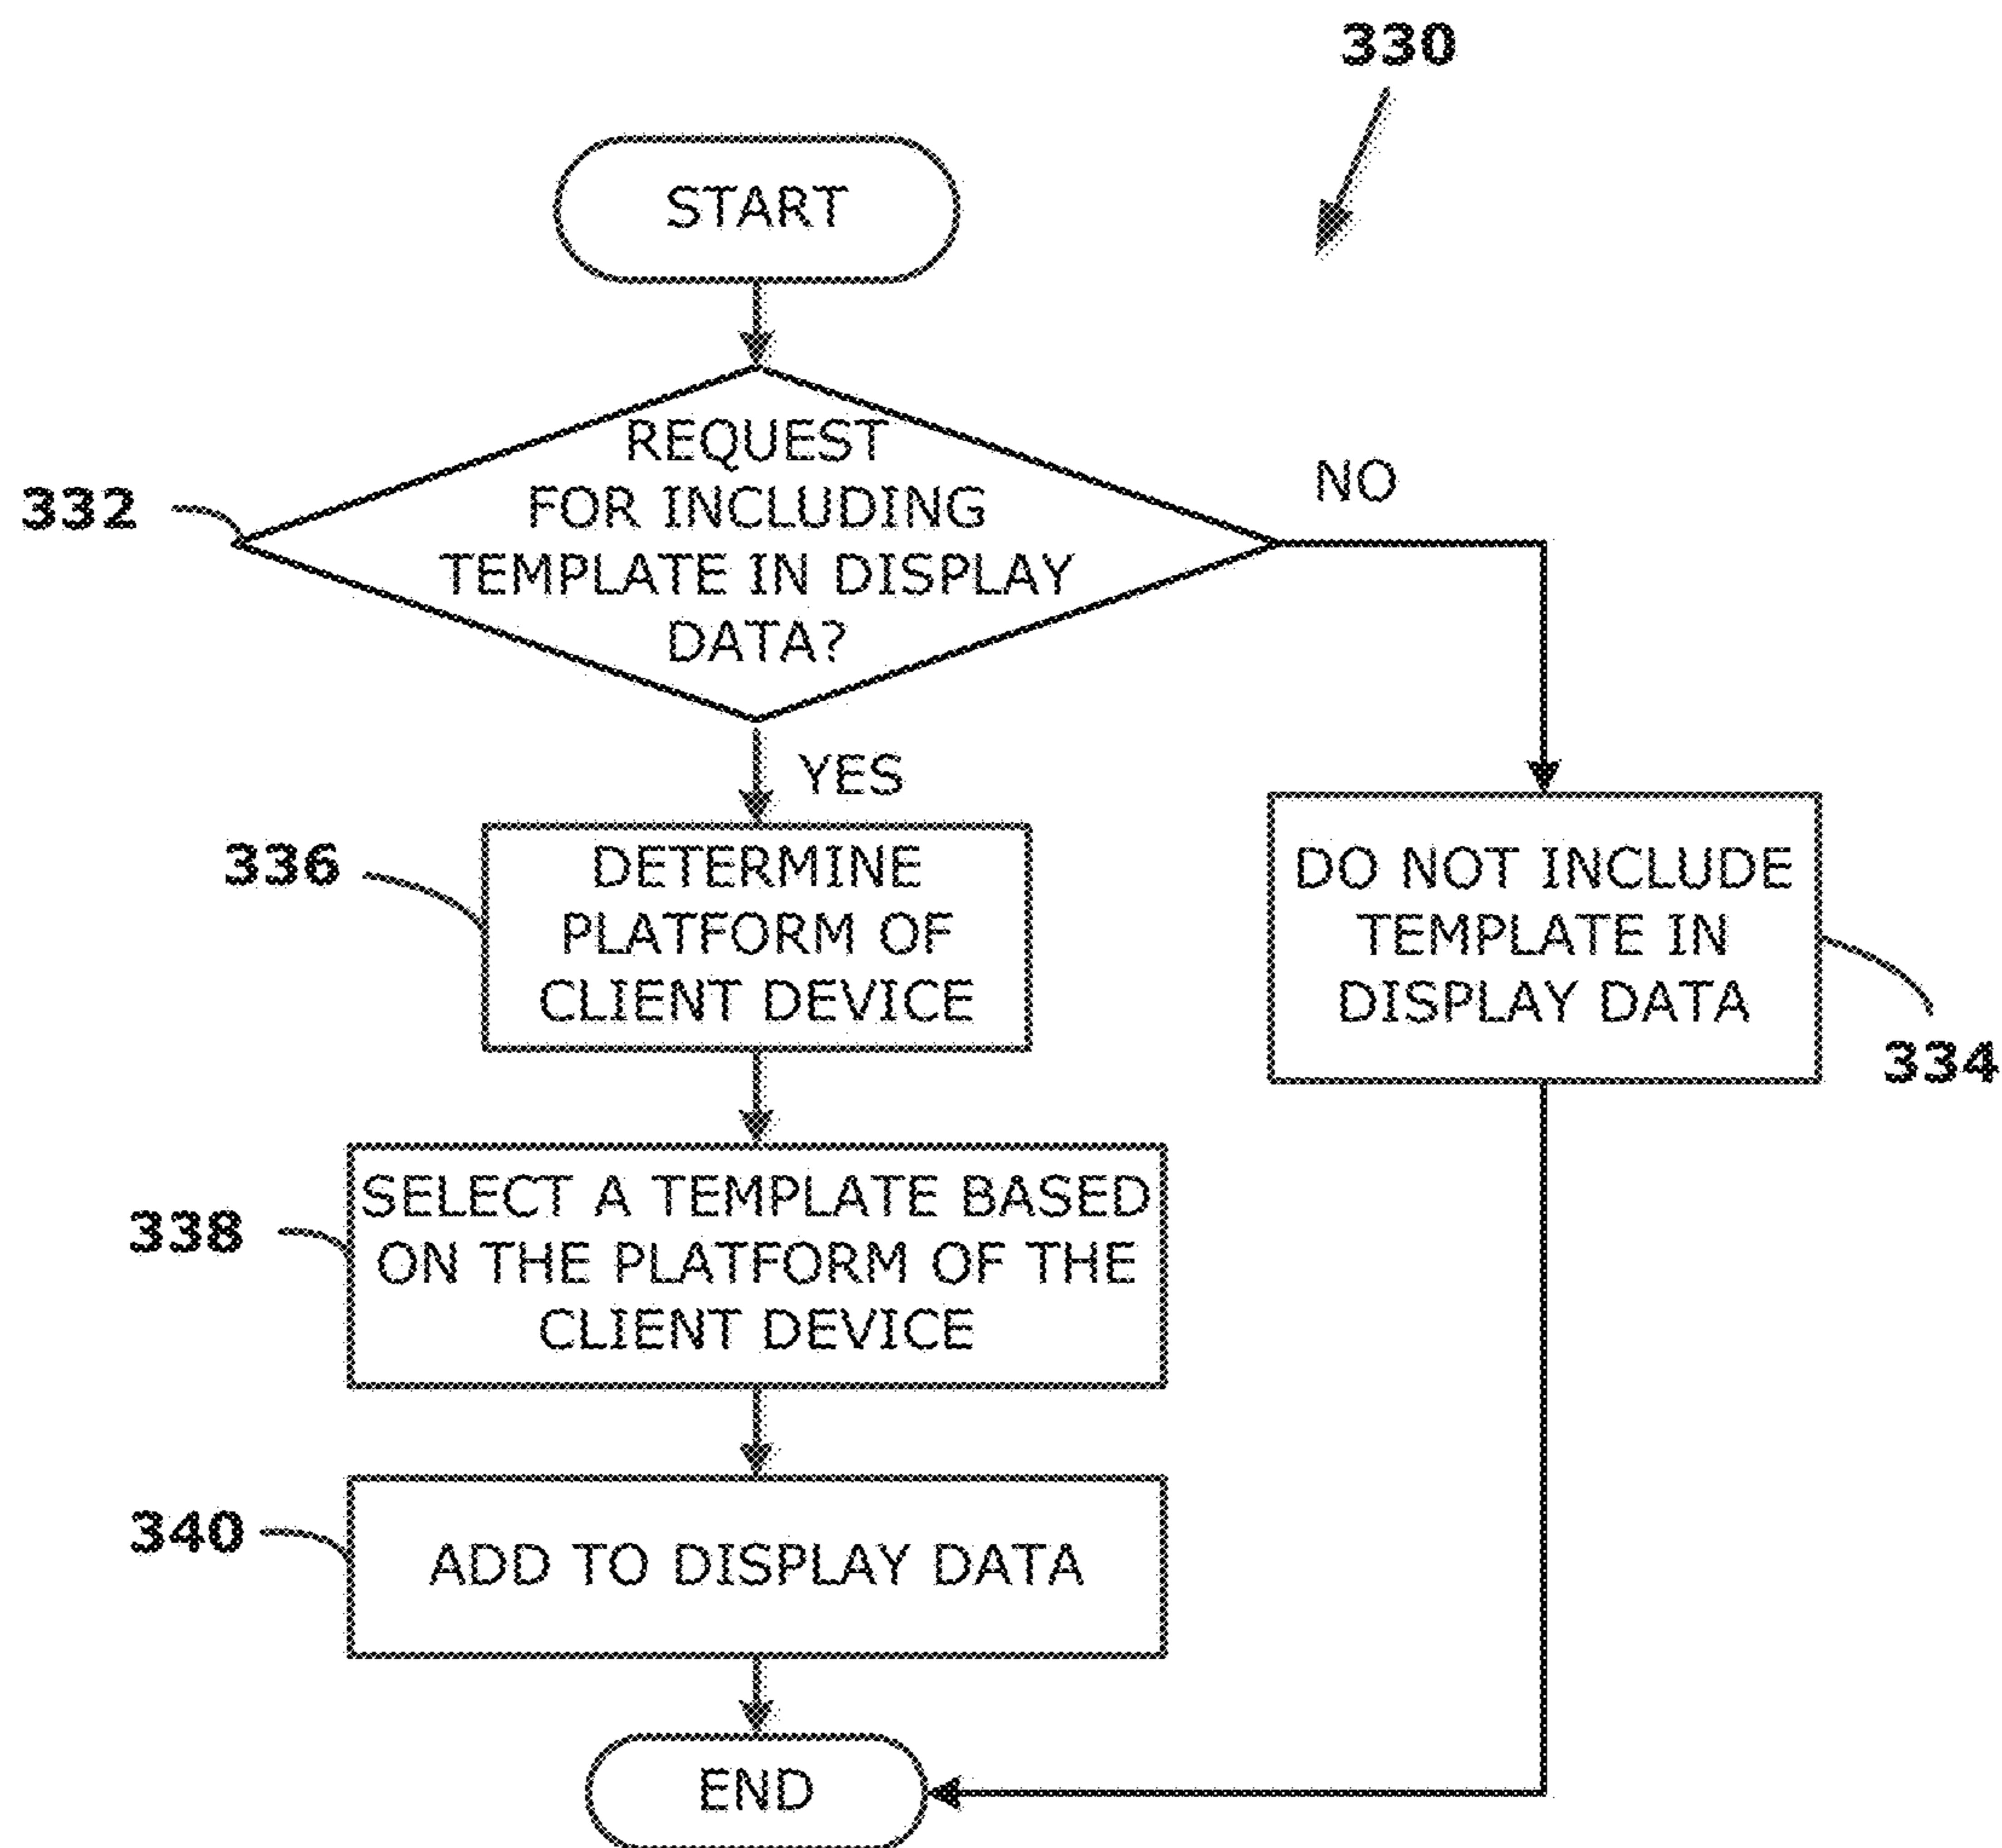 330
START
REQUEST
FOR INCLUDING
TEMPLATE IN DISPLAY
DATA?
332
NO
YES
336
DETERMINE
PLATFORM OF
CLIENT DEVICE
DO NOT INCLUDE
TEMPLATE IN
DISPLAY DATA
334
338
SELECT A TEMPLATE BASED
ON THE PLATFORM OF THE
CLIENT DEVICE
340
ADD TO DISPLAY DATA
END